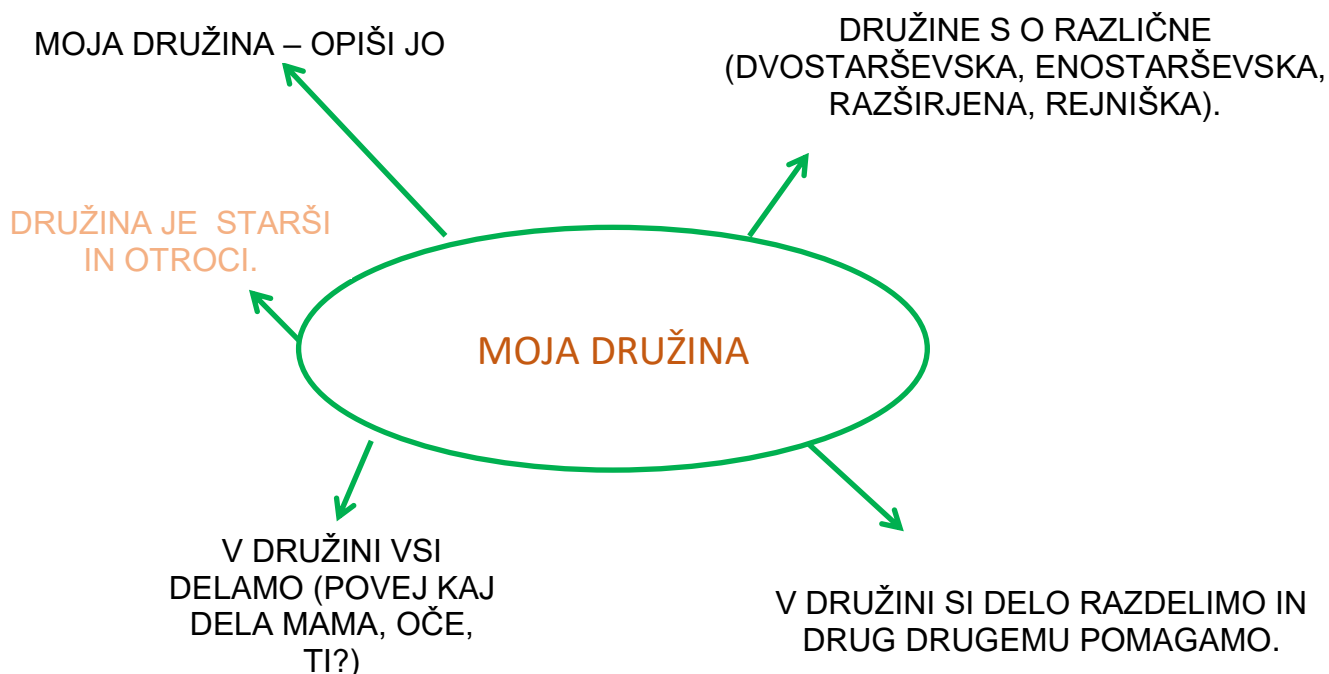 MOJA DRUŽINA – OPIŠI JO
DRUŽINE S O RAZLIČNE
(DVOSTARŠEVSKA, ENOSTARŠEVSKA,
RAZŠIRJENA, REJNIŠKA).
DRUŽINA JE  STARŠI
IN OTROCI.
MOJA DRUŽINA
V DRUŽINI VSI
DELAMO (POVEJ KAJ
DELA MAMA, OČE,
TI?)
V DRUŽINI SI DELO RAZDELIMO IN
DRUG DRUGEMU POMAGAMO.